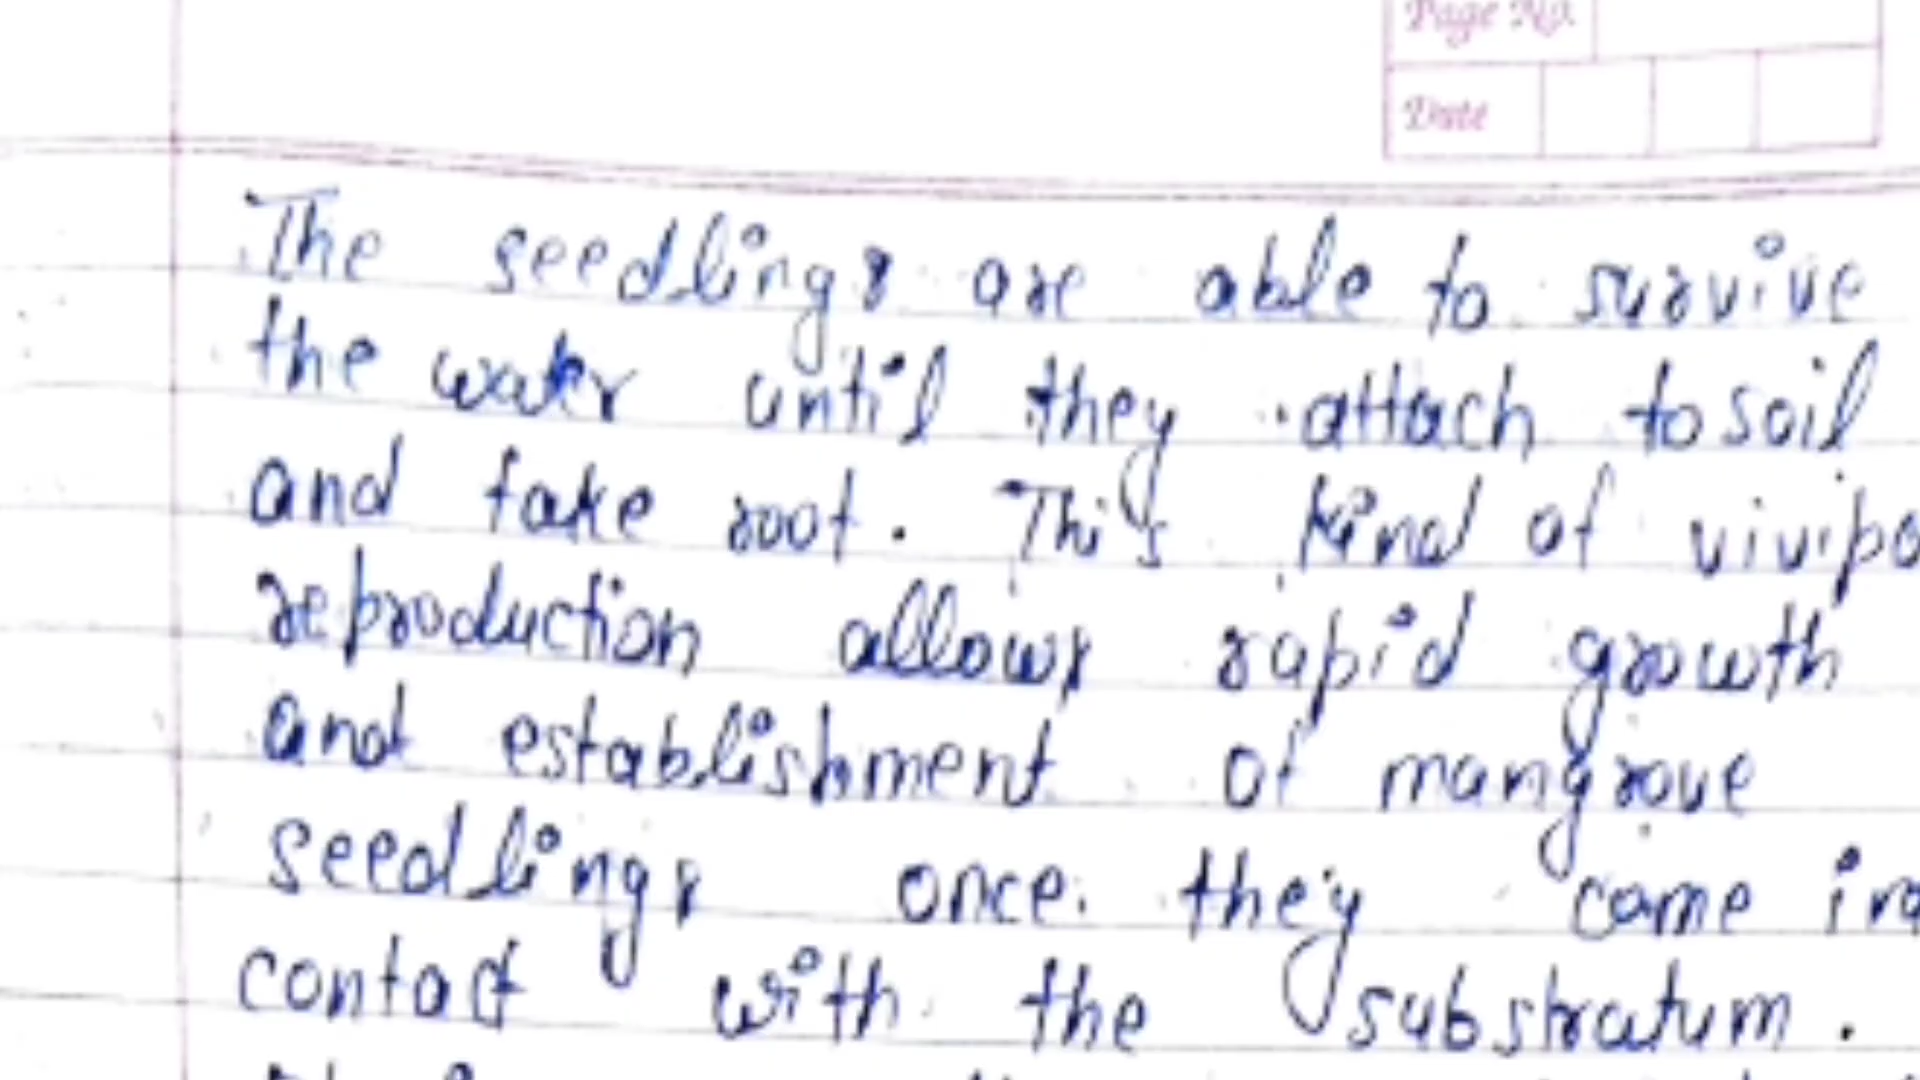 Page No.
Date
The seedlings are able to survive
the water until they attach to soil
and take root. This kind of vivipa
reproduction allows rapid growth
and establishment of mangrove
seedlings once they come in
contact with the substratum.